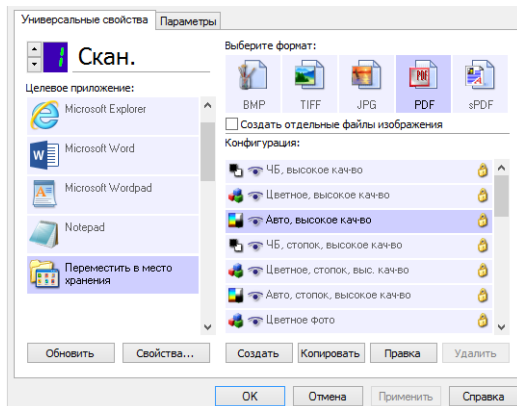 Универсальные свойства
Параметры
1
Скан.
Целевое приложение:
Microsoft Explorer
Microsoft Word
Microsoft Wordpad
Notepad
Переместить в место
хранения
Обновить
Свойства...
Выберите формат:
BMP
TIFF
JPG
PDF
sPDF
Создать отдельные файлы изображения
Конфигурация:
ЧБ, высокое кач-во
Цветное, высокое кач-во
Авто, высокое кач-во
ЧБ, стопок, высокое кач-во
Цветное, стопок, выс. кач-во
Авто, стопок, высокое кач-во
Цветное фото
Создать
Копировать
Правка
Удалить
ОК
Отмена
Применить
Справка